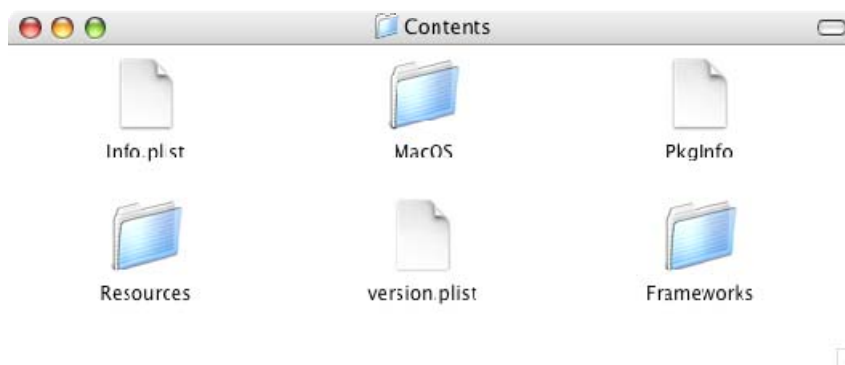 Contents
Info.plist MacOS PkgInfo
Resources version.plist Frameworks